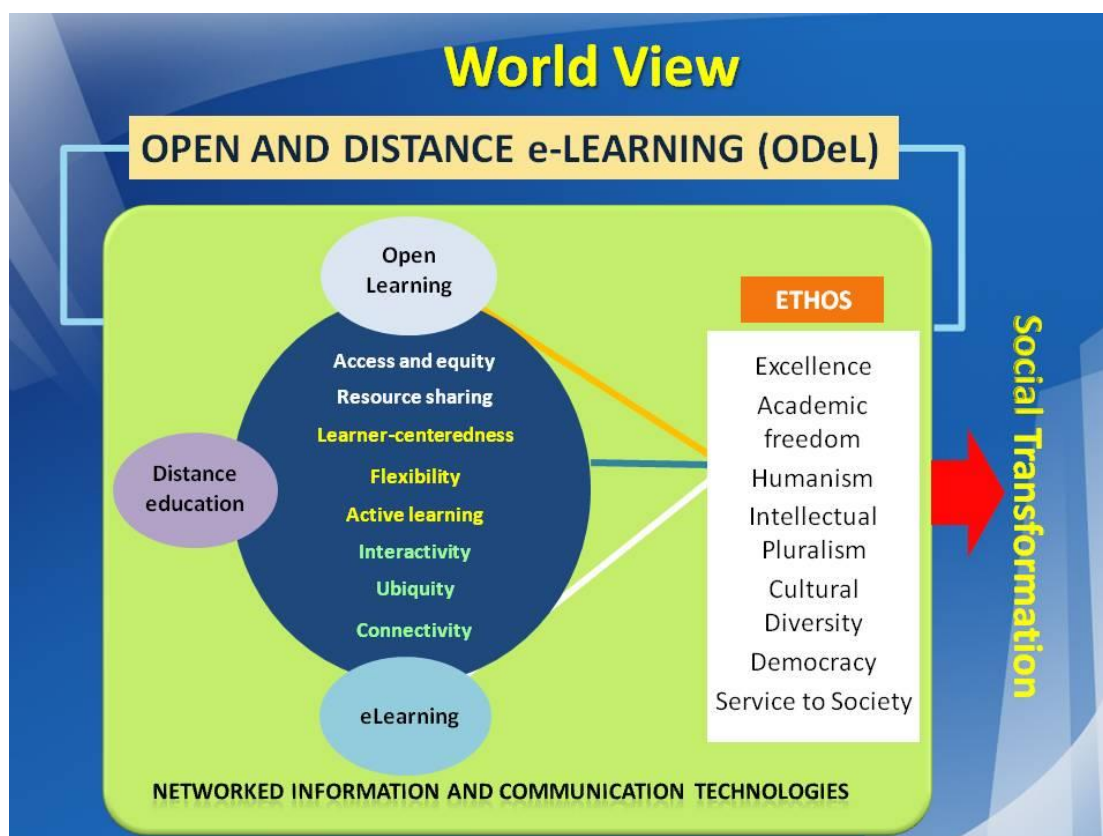 World View
OPEN AND DISTANCE e-LEARNING (ODeL)
Open
Learning
Distance
education
Access and equity
Resource sharing
Learner-centeredness
Flexibility
Active learning
Interactivity
Ubiquity
Connectivity
eLearning
ETHOS
Excellence
Academic
freedom
Humanism
Intellectual
Pluralism
Cultural
Diversity
Democracy
Service to Society
Social Transformation
NETWORKED INFORMATION AND COMMUNICATION TECHNOLOGIES